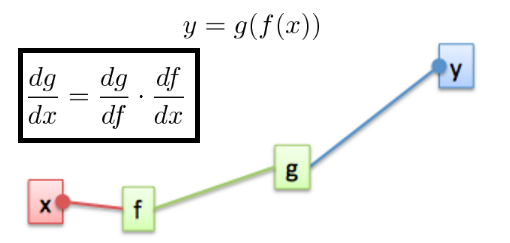 y = g(f(x))
dg/dx = dg/df · df/dx
y
g
x
f